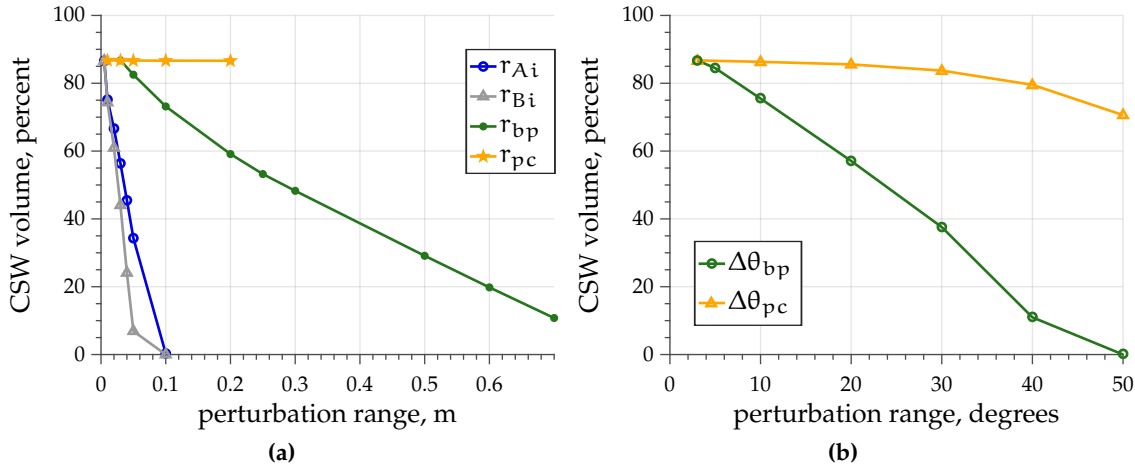 CSW volume, percent
100
80
60
40
20
0
r_Ai
r_Bi
r_bp
r_pc
0 0.1 0.2 0.3 0.4 0.5 0.6
perturbation range, m
(a)
CSW volume, percent
100
80
60
40
20
0
Δθ_bp
Δθ_pc
0 10 20 30 40 50
perturbation range, degrees
(b)